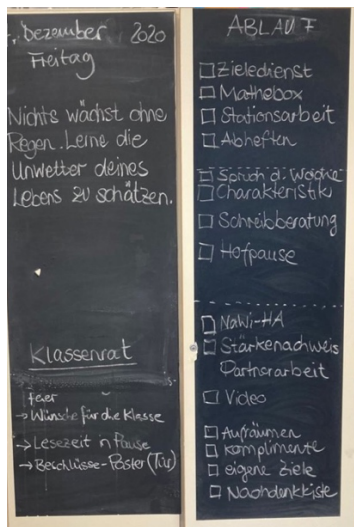 . Dezember 2020
Freitag
Nichts wächst ohne
Regen. Lerne die
Unwetter deines
Lebens zu schätzen.
Klassenrat
feier
→ Wünsche für die Klasse
→ Lesezeit n Pause
→ Beschlüsse-Poster (Tür)
ABLAUF
□ Zieledienst
□ Mathebox
□ Stationsarbeit
□ Abheften
□ Spruch d. Woche
□ Charakteristik
□ Schreibberatung
□ Hofpause
□ NaWi-HA
□ Stärkenachweis
Partnerarbeit
□ Video
□ Aufräumen
□ Komplimente
□ eigene Ziele
□ Nachdenkkiste